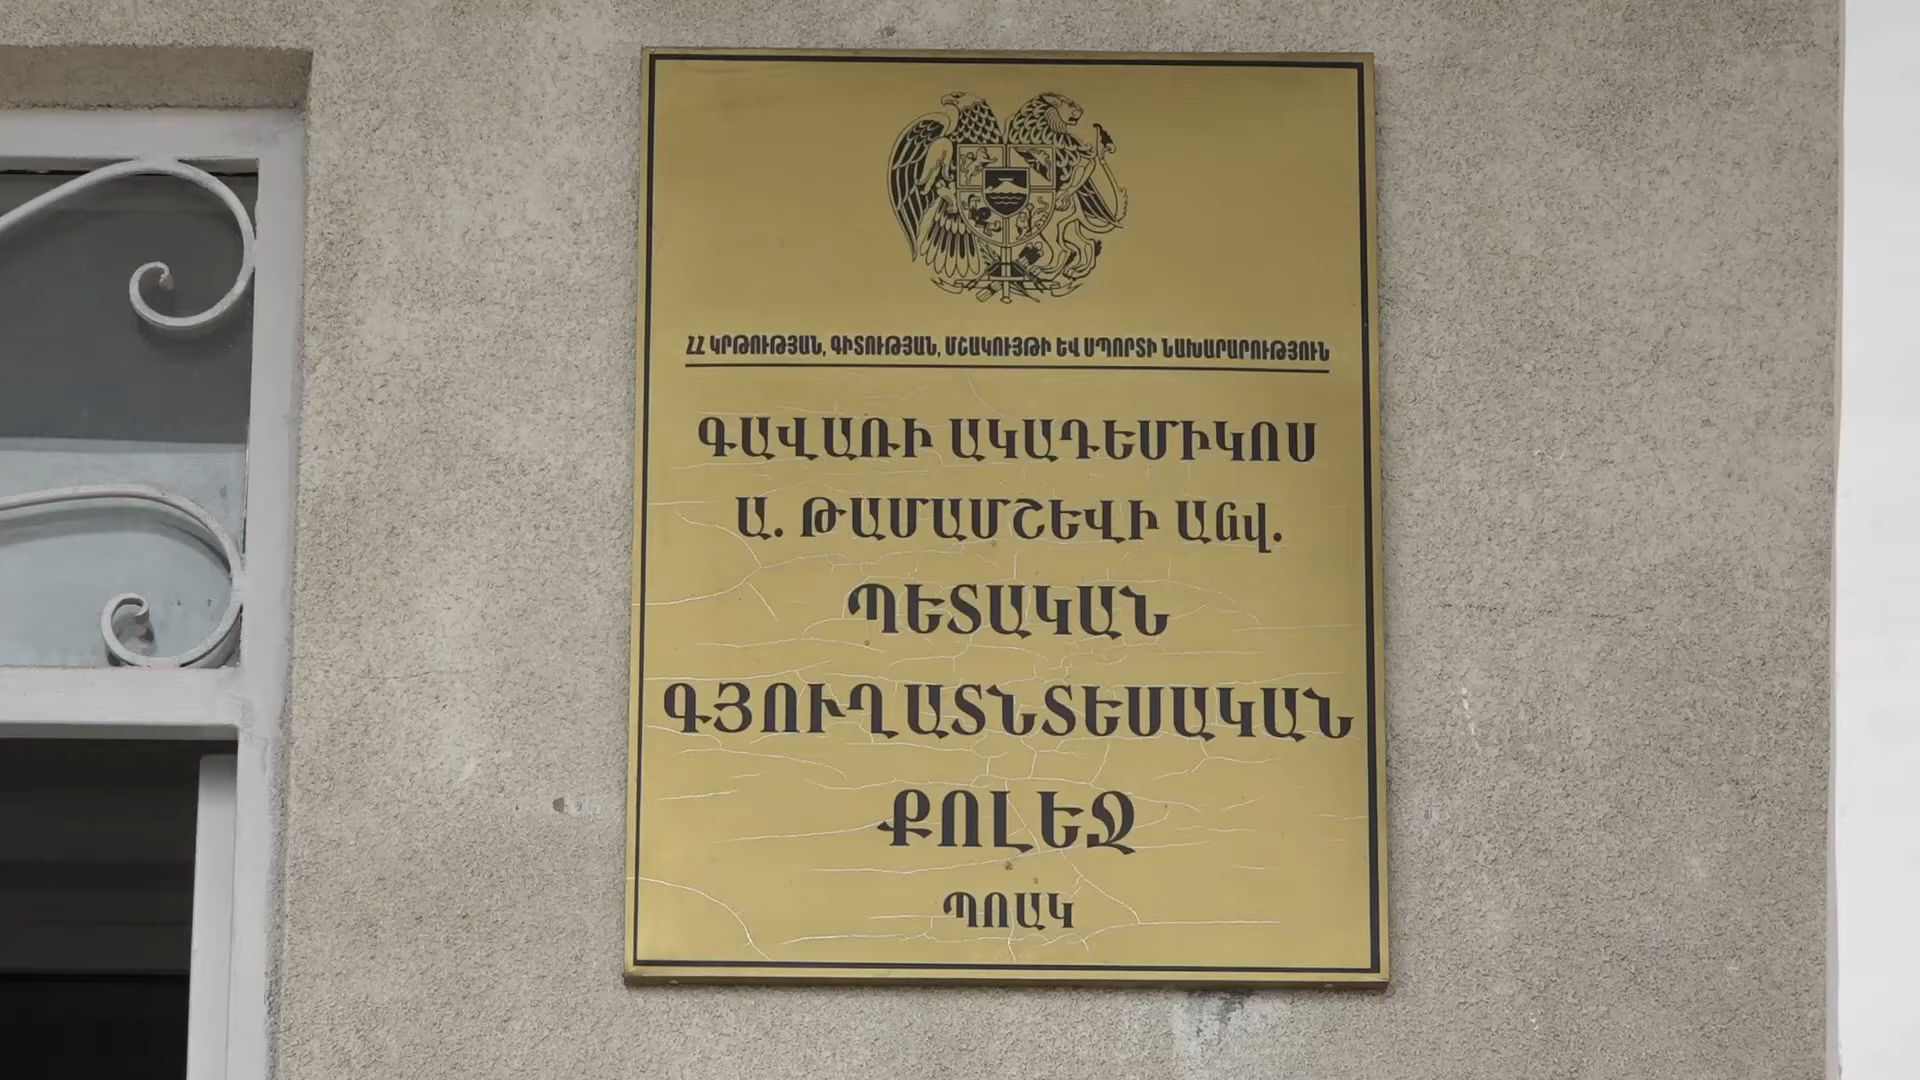 ՀՀ ԿՐԹՈՒԹՅԱՆ, ԳԻՏՈՒԹՅԱՆ, ՄՇԱԿՈՒՅԹԻ ԵՎ ՍՊՈՐՏԻ ՆԱԽԱՐԱՐՈՒԹՅՈՒՆ
ԳԱՎԱՌԻ ԱԿԱԴԵՄԻԿՈՍ
Ա. ԹԱՄԱՄՇԵՎԻ Անվ.
ՊԵՏԱԿԱՆ
ԳՅՈՒՂԱՏՆՏԵՍԱԿԱՆ
ՔՈԼԵՋ
ՊՈԱԿ